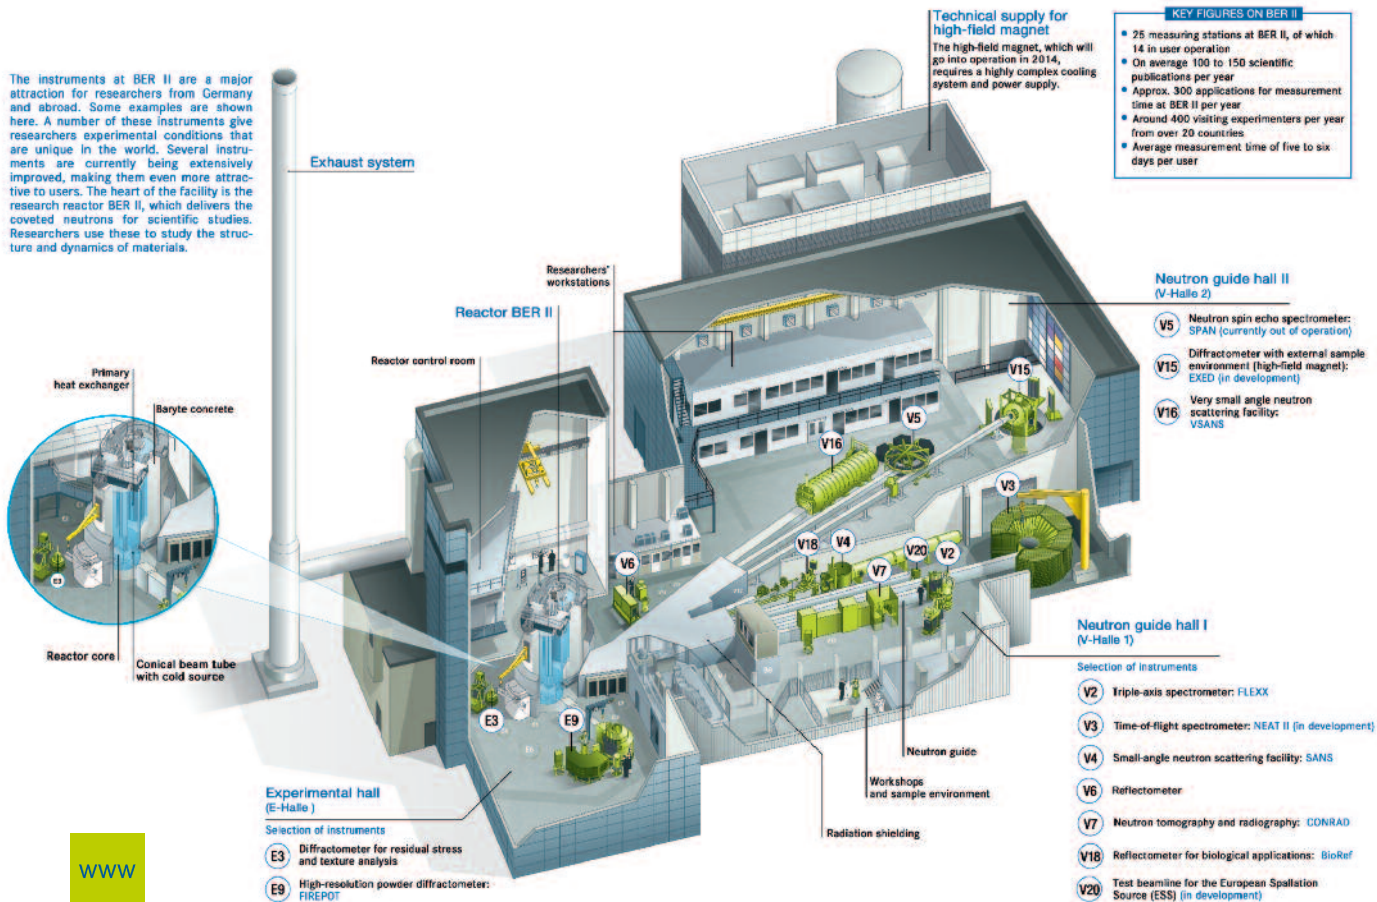 The instruments at BER II are a major
attraction for researchers from Germany
and abroad. Some examples are shown
here. A number of these instruments give
researchers experimental conditions that
are unique in the world. Several instru-
ments are currently being extensively
improved, making them even more attrac-
tive to users. The heart of the facility is the
research reactor BER II, which delivers the
coveted neutrons for scientific studies.
Researchers use these to study the struc-
ture and dynamics of materials.
Exhaust system
Technical supply for
high-field magnet
The high-field magnet, which will
go into operation in 2014,
requires a highly complex cooling
system and power supply.
KEY FIGURES ON BER II
• 25 measuring stations at BER II, of which
14 in user operation
• On average 100 to 150 scientific
publications per year
• Approx. 300 applications for measurement
time at BER II per year
• Around 400 visiting experimenters per year
from over 20 countries
• Average measurement time of five to six
days per user
Researchers'
workstations
Reactor BER II
Reactor control room
Primary
heat exchanger
Baryte concrete
E3
Reactor core
Conical beam tube
with cold source
Neutron guide hall II
(V-Halle 2)
V5 Neutron spin echo spectrometer:
SPAN (currently out of operation)
V15 Diffractometer with external sample
environment (high-field magnet):
EXED (in development)
V16 Very small angle neutron
scattering facility:
VSANS
V15
V5
V16
V3
V18
V4
V20
V2
V7
V6
E3
E9
Neutron guide
Workshops
and sample environment
Radiation shielding
Experimental hall
(E-Halle )
Selection of instruments
E3 Diffractometer for residual stress
and texture analysis
E9 High-resolution powder diffractometer:
FIREPOT
Neutron guide hall I
(V-Halle 1)
Selection of instruments
V2 Triple-axis spectrometer: FLEXX
V3 Time-of-flight spectrometer: NEAT II (in development)
V4 Small-angle neutron scattering facility: SANS
V6 Reflectometer
V7 Neutron tomography and radiography: CONRAD
V18 Reflectometer for biological applications: BioRef
V20 Test beamline for the European Spallation
Source (ESS) (in development)
www